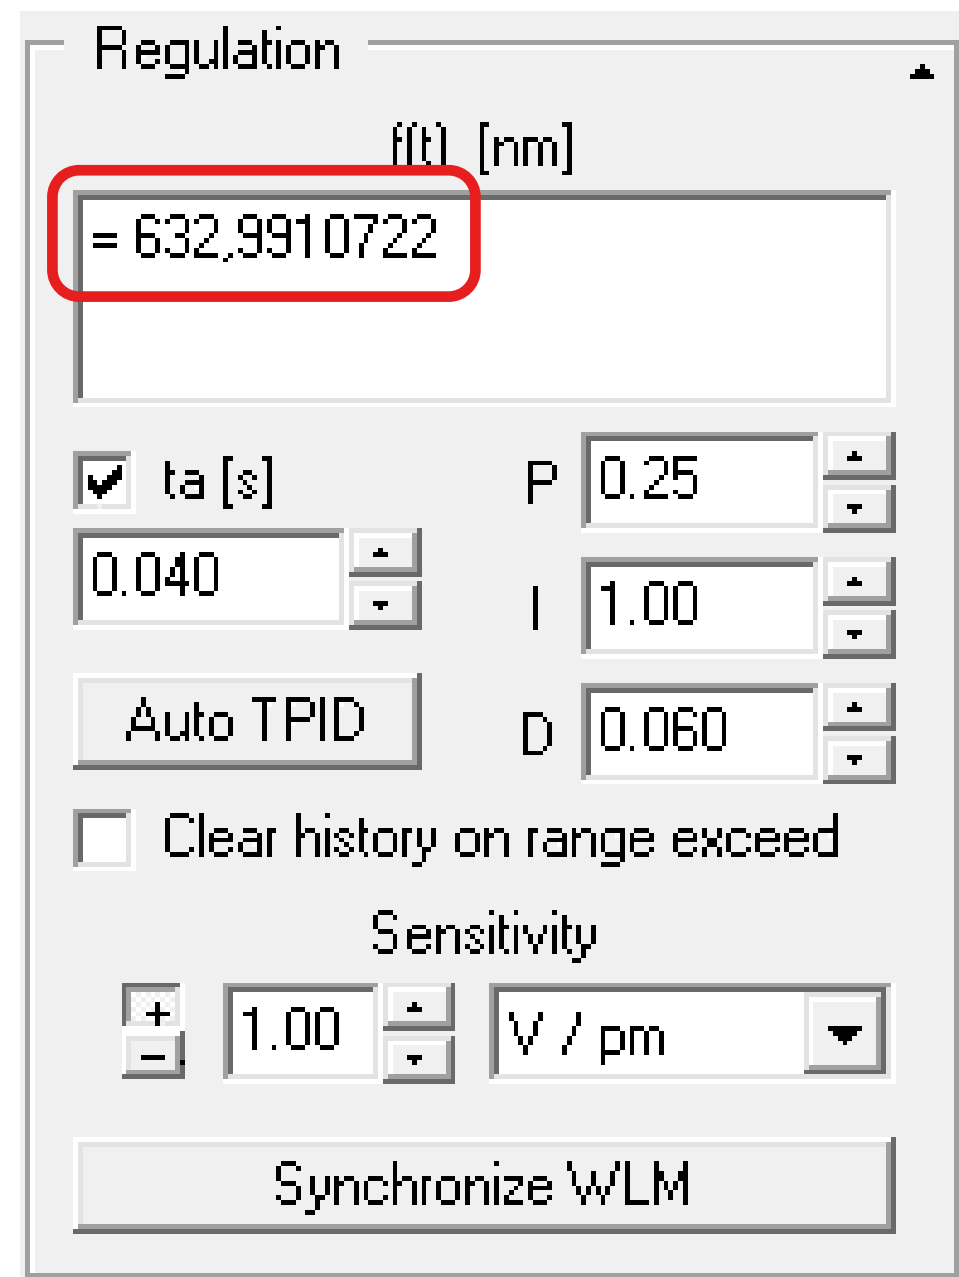 Regulation
f(t) [nm]
= 632,9910722
ta [s]
P 0.25
0.040
I 1.00
Auto TPID
D 0.060
Clear history on range exceed
Sensitivity
+
−
1.00
V / pm
Synchronize WLM